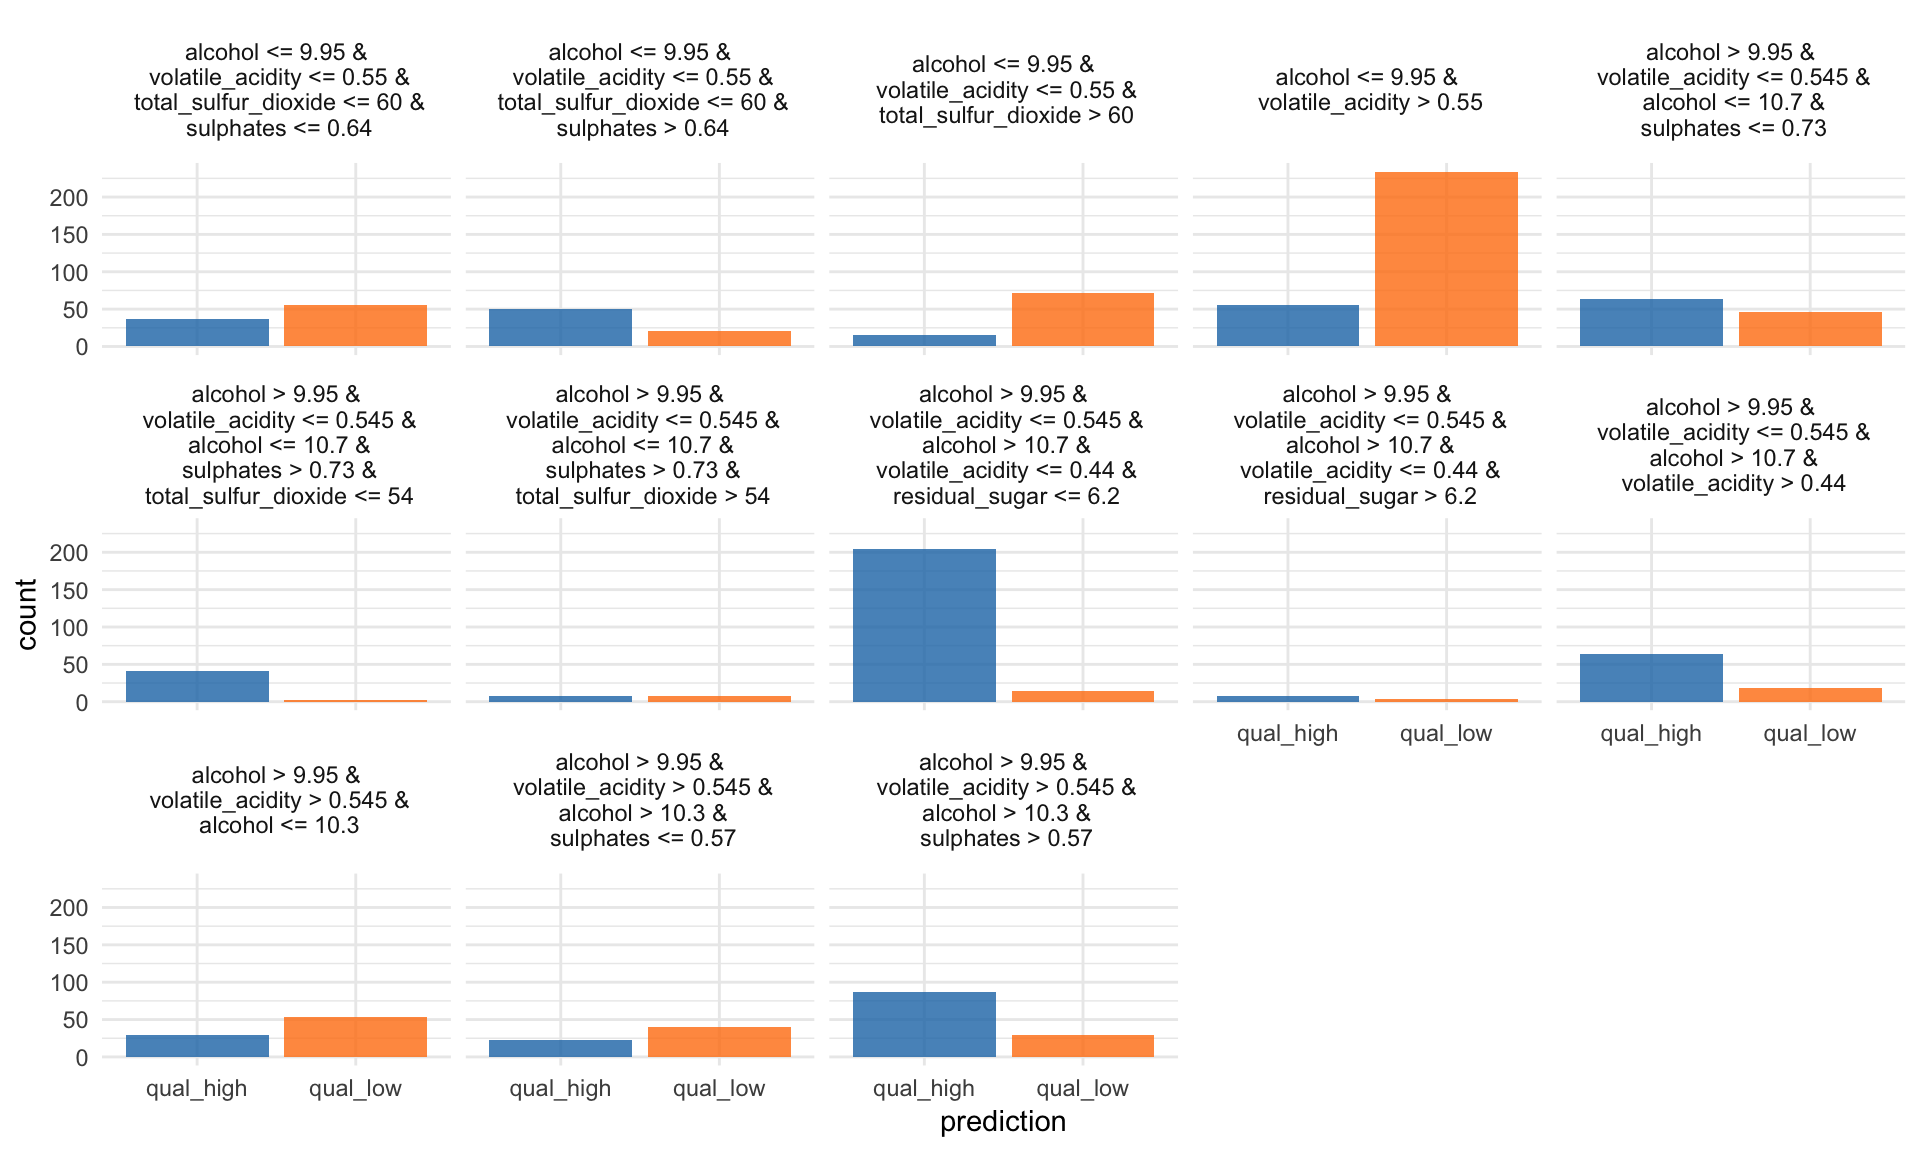 alcohol <= 9.95 &
volatile_acidity <= 0.55 &
total_sulfur_dioxide <= 60 &
sulphates <= 0.64
alcohol <= 9.95 &
volatile_acidity <= 0.55 &
total_sulfur_dioxide <= 60 &
sulphates > 0.64
alcohol <= 9.95 &
volatile_acidity <= 0.55 &
total_sulfur_dioxide > 60
alcohol <= 9.95 &
volatile_acidity > 0.55
alcohol > 9.95 &
volatile_acidity <= 0.545 &
alcohol <= 10.7 &
sulphates <= 0.73
200
150
100
50
0
alcohol > 9.95 &
volatile_acidity <= 0.545 &
alcohol <= 10.7 &
sulphates > 0.73 &
total_sulfur_dioxide <= 54
alcohol > 9.95 &
volatile_acidity <= 0.545 &
alcohol <= 10.7 &
sulphates > 0.73 &
total_sulfur_dioxide > 54
alcohol > 9.95 &
volatile_acidity <= 0.545 &
alcohol > 10.7 &
volatile_acidity <= 0.44 &
residual_sugar <= 6.2
alcohol > 9.95 &
volatile_acidity <= 0.545 &
alcohol > 10.7 &
volatile_acidity <= 0.44 &
residual_sugar > 6.2
alcohol > 9.95 &
volatile_acidity <= 0.545 &
alcohol > 10.7 &
volatile_acidity > 0.44
count
200
150
100
50
0
qual_high qual_low
qual_high qual_low
alcohol > 9.95 &
volatile_acidity > 0.545 &
alcohol <= 10.3
alcohol > 9.95 &
volatile_acidity > 0.545 &
alcohol > 10.3 &
sulphates <= 0.57
alcohol > 9.95 &
volatile_acidity > 0.545 &
alcohol > 10.3 &
sulphates > 0.57
200
150
100
50
0
qual_high qual_low
qual_high qual_low
qual_high qual_low
prediction